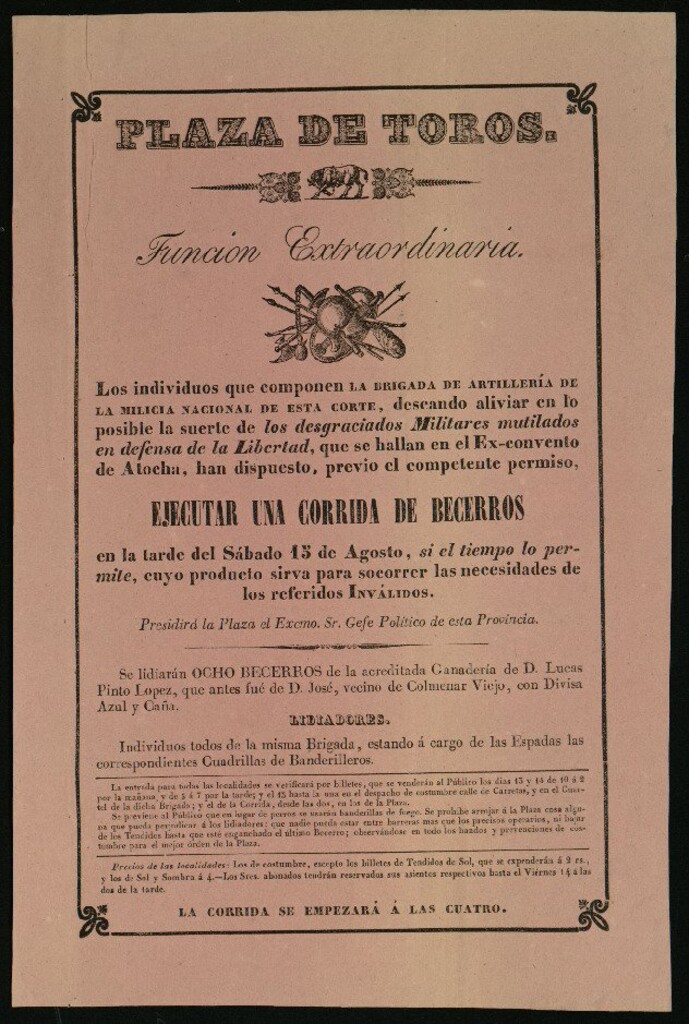 PLAZA DE TOROS.
Funcion Extraordinaria.
Los individuos que componen LA BRIGADA DE ARTILLERÍA DE
LA MILICIA NACIONAL DE ESTA CORTE, deseando aliviar en lo
posible la suerte de los desgraciados Militares mutilados
en defensa de la Libertad, que se hallan en el Ex-convento
de Atocha, han dispuesto, previo el competente permiso,
EJECUTAR UNA CORRIDA DE BECERROS
en la tarde del Sábado 15 de Agosto, si el tiempo lo per-
mite, cuyo producto sirva para socorrer las necesidades de
los referidos INVÁLIDOS.
Presidirá la Plaza el Excmo. Sr. Gefe Político de esta Provincia.
Se lidiarán OCHO BECERROS de la acreditada Ganadería de D. Lucas
Pinto Lopez, que antes fué de D. José, vecino de Colmenar Viejo, con Divisa
Azul y Caña.
LIDIADORES.
Individuos todos de la misma Brigada, estando á cargo de las Espadas las
correspondientes Cuadrillas de Banderilleros.
La entrada para todas las localidades se verificará por billetes, que se venderán al Público los dias 13 y 14 de 10 á 2
por la mañana, y de 5 á 7 por la tarde; y el 15 hasta la una en el despacho de costumbre calle de Carretas, y en el Cuar-
tel de la dicha Brigada; y el de la Corrida, desde las dos, en los de la Plaza.
Se previene al Público que en lugar de perros se usarán banderillas de fuego. Se prohibe arrojar á la Plaza cosa algu-
na que pueda perjudicar á los lidiadores: que nadie pueda estar entre barreras mas que los precisos operarios, ni bajar
de los Tendidos hasta que esté enganchado el último Becerro; observándose en todo los bandos y prevenciones de cos-
tumbre para el mejor órden de la Plaza.
Precios de las localidades: Los de costumbre, escepto los billetes de Tendidos de Sol, que se expenderán á 2 rs.,
y los de Sol y Sombra á 4.—Los Sres. abonados tendrán reservados sus asientos respectivos hasta el Viérnes 14 á las
dos de la tarde.
LA CORRIDA SE EMPEZARÁ Á LAS CUATRO.